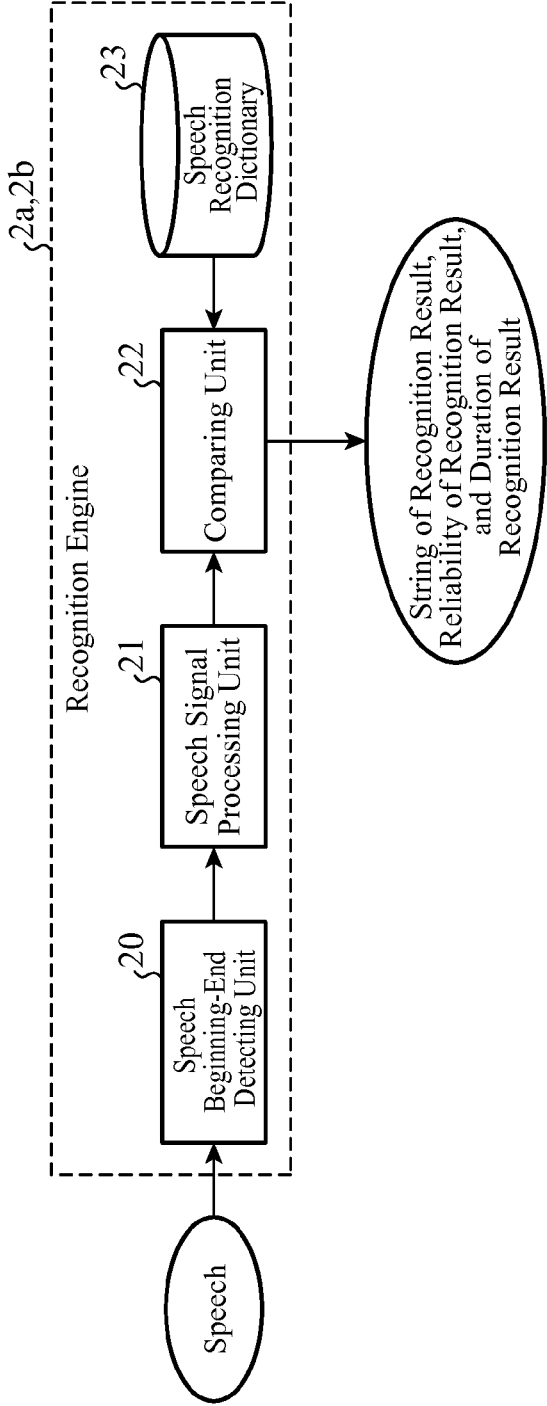 2a,2b
Recognition Engine
20
21
22
23
Speech
Speech
Beginning-End
Detecting Unit
Speech Signal
Processing Unit
Comparing Unit
Speech
Recognition
Dictionary
String of Recognition Result,
Reliability of Recognition Result,
and Duration of
Recognition Result